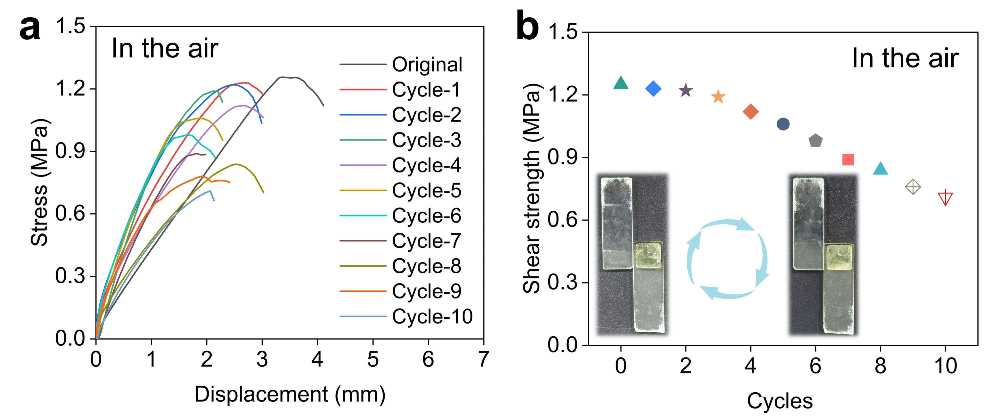 a
In the air
1.5
1.2
0.9
0.6
0.3
0.0
Stress (MPa)
0 1 2 3 4 5 6 7
Displacement (mm)
Original
Cycle-1
Cycle-2
Cycle-3
Cycle-4
Cycle-5
Cycle-6
Cycle-7
Cycle-8
Cycle-9
Cycle-10
b
In the air
1.5
1.2
0.9
0.6
0.3
0.0
Shear strength (MPa)
0 2 4 6 8 10
Cycles